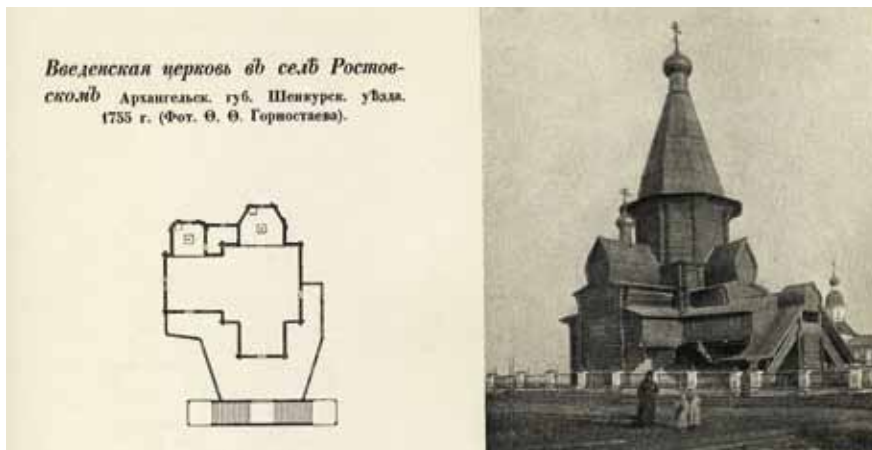 Введенская церковь въ селѣ Ростов-
скомъ Архангельск. губ. Шенкурск. уѣзда.
1755 г. (Фот. Ѳ. Ѳ. Горностаева).